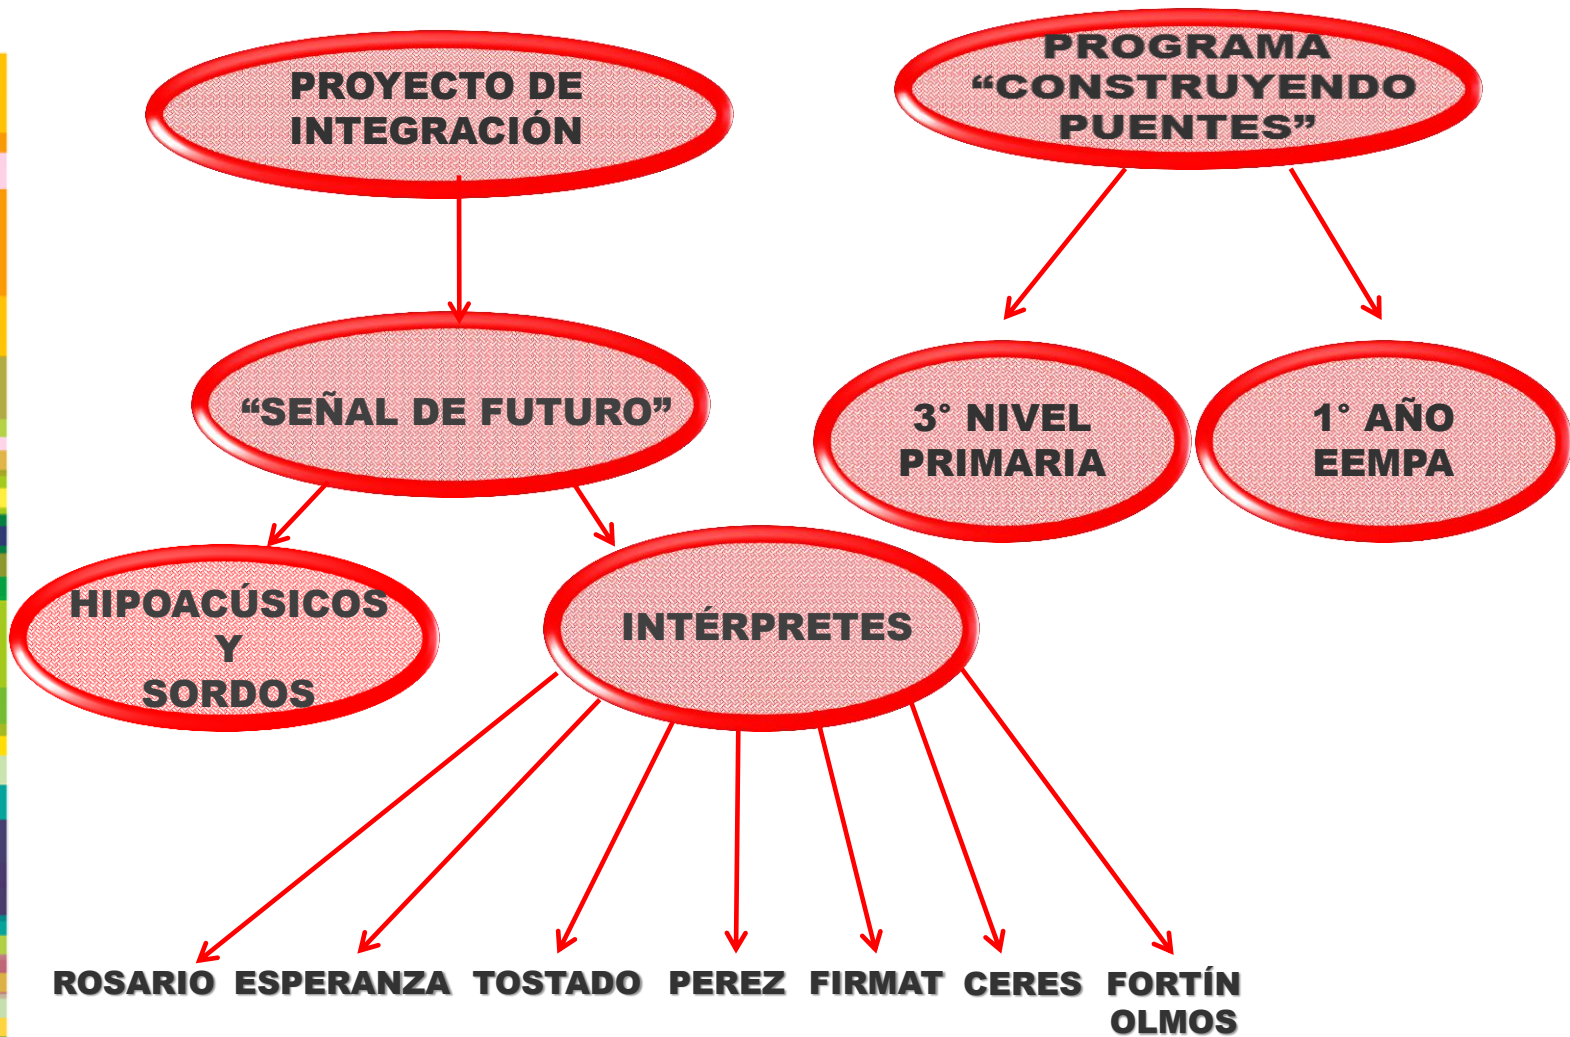 PROYECTO DE
INTEGRACIÓN
PROGRAMA
“CONSTRUYENDO
PUENTES”
“SEÑAL DE FUTURO”
3° NIVEL
PRIMARIA
1° AÑO
EEMPA
HIPOACÚSICOS
Y
SORDOS
INTÉRPRETES
ROSARIO
ESPERANZA
TOSTADO
PEREZ
FIRMAT
CERES
FORTÍN
OLMOS